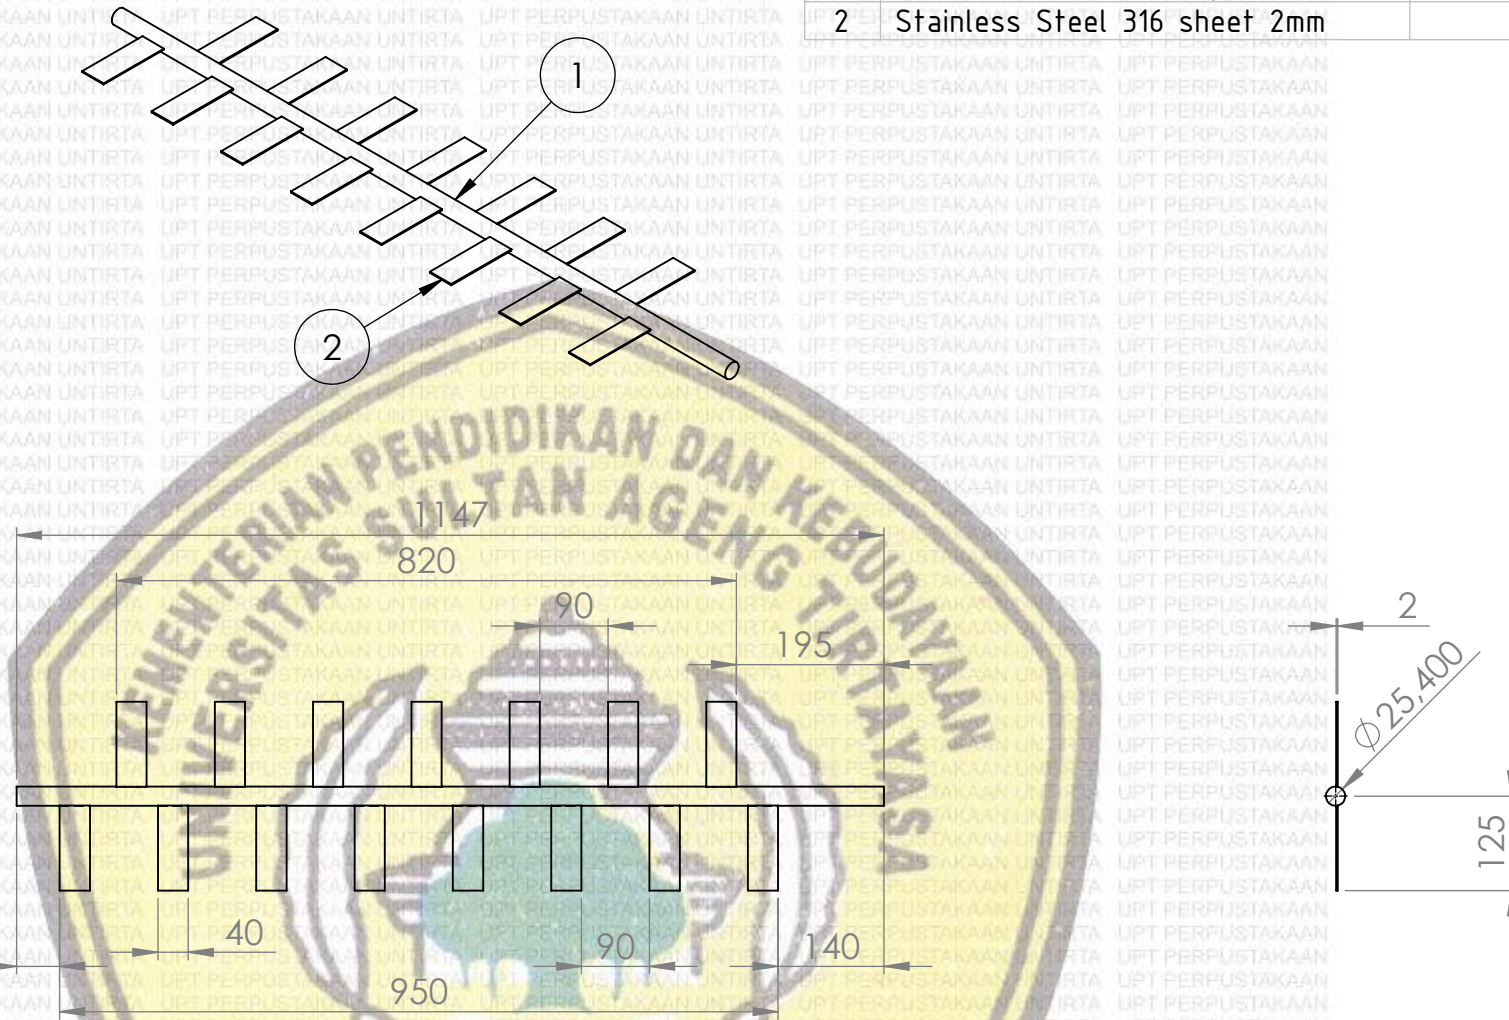 2 Stainless Steel 316 sheet 2mm
1
2
KEMENTERIAN PENDIDIKAN DAN KEBUDAYAAN
UNIVERSITAS SULTAN AGENG TIRTAYASA
1147
820
90
195
2
Ø25,400
125
40
90
140
950
UPT PERPUSTAKAAN UNTIRTA